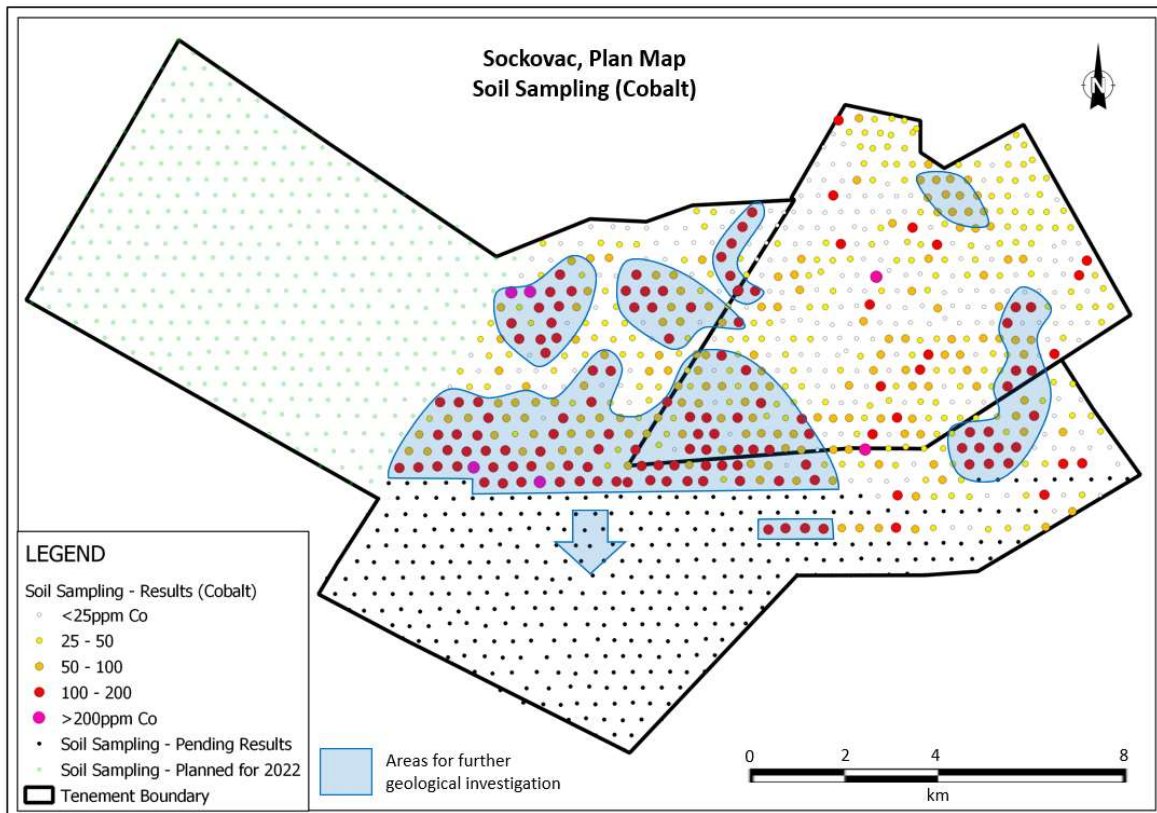 Sockovac, Plan Map
Soil Sampling (Cobalt)
N
LEGEND
Soil Sampling - Results (Cobalt)
<25ppm Co
25 - 50
50 - 100
100 - 200
>200ppm Co
Soil Sampling - Pending Results
Soil Sampling - Planned for 2022
Tenement Boundary
Areas for further
geological investigation
0 2 4 8
km